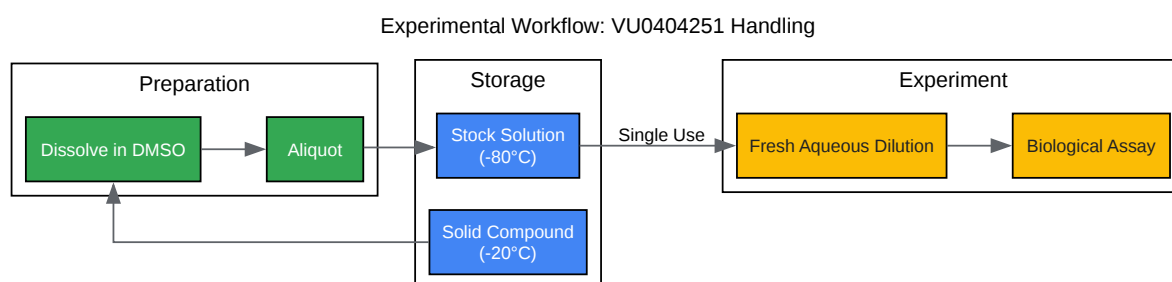 Experimental Workflow: VU0404251 Handling
Preparation
Storage
Experiment
Dissolve in DMSO
Aliquot
Stock Solution
(-80°C)
Single Use
Fresh Aqueous Dilution
Biological Assay
Solid Compound
(-20°C)